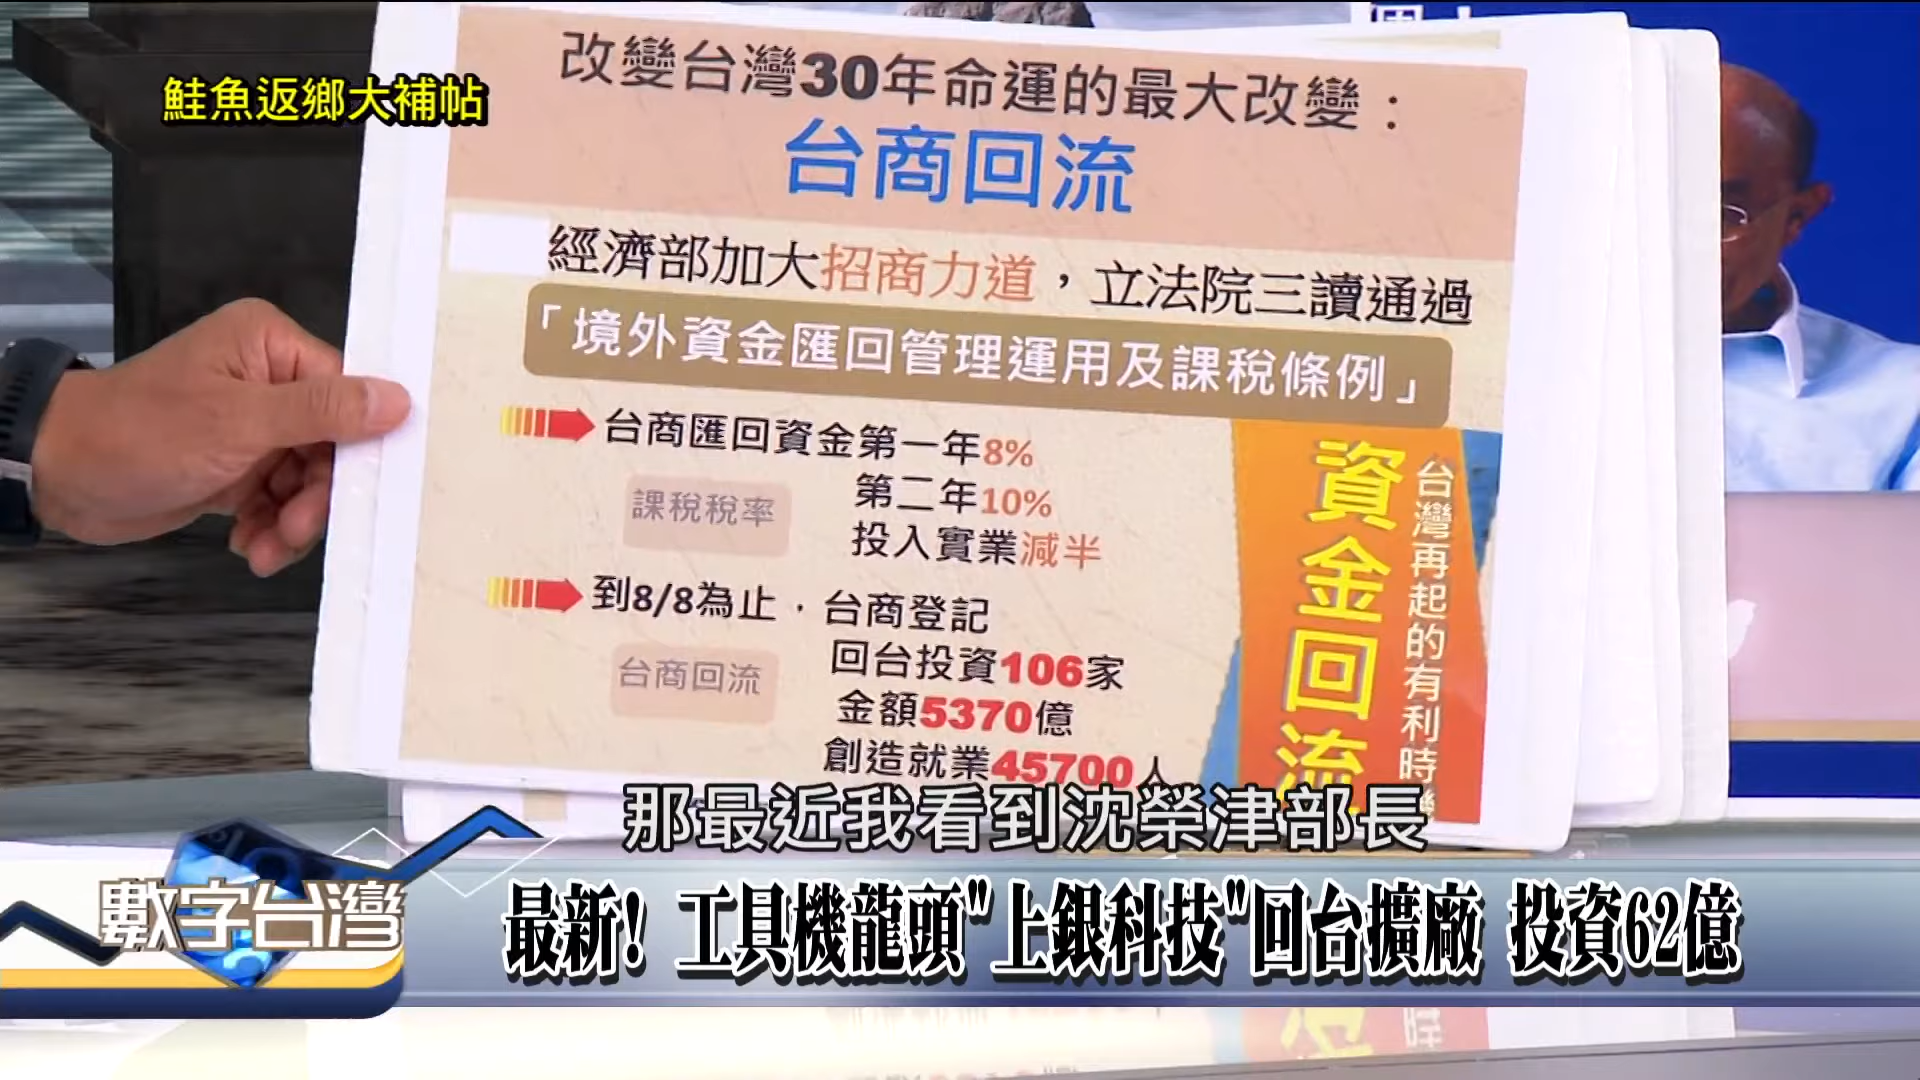 鮭魚返鄉大補帖
改變台灣30年命運的最大改變：
台商回流
經濟部加大招商力道，立法院三讀通過
「境外資金匯回管理運用及課稅條例」
台商匯回資金第一年8%
第二年10%
課稅稅率
投入實業減半
到8/8為止，台商登記
回台投資106家
台商回流
金額5370億
創造就業45700人
資金回流
台灣再起的有利時機
那最近我看到沈榮津部長
數字台灣
最新! 工具機龍頭"上銀科技"回台擴廠 投資62億